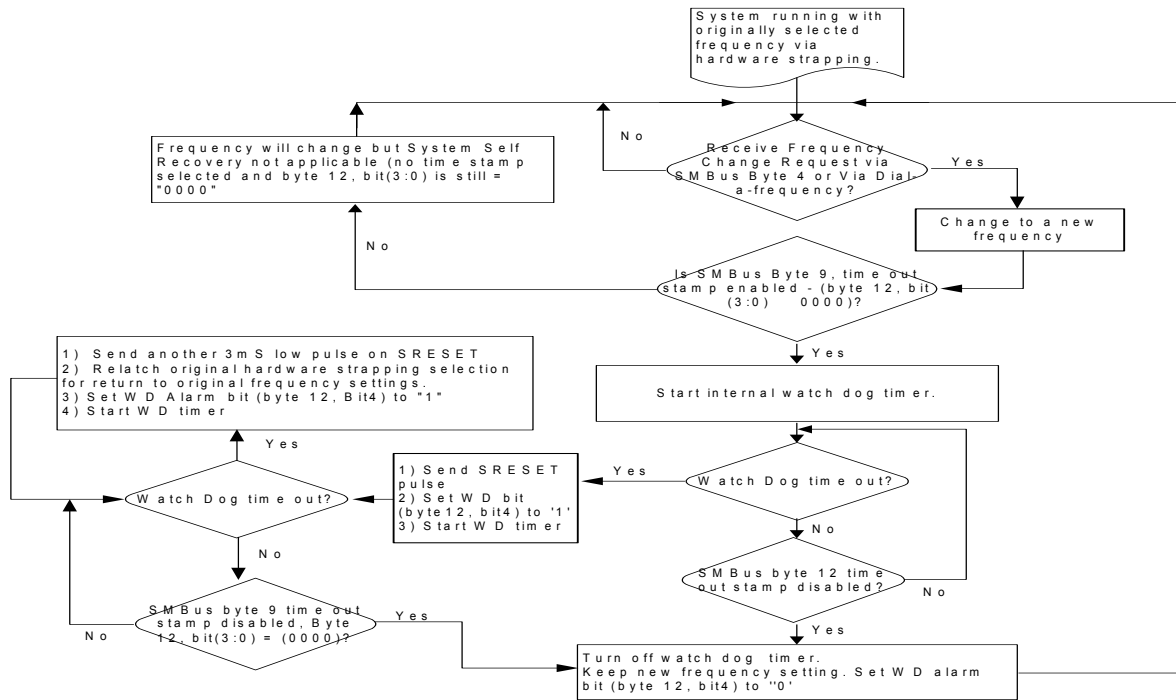 System running with
originally selected
frequency via
hardware strapping.
No
Receive Frequency
Change Request via
SMBus Byte 4 or Via Dial-
a-frequency?
Yes
Frequency will change but System Self
Recovery not applicable (no time stamp
selected and byte 12, bit(3:0) is still =
"0000"
Change to a new
frequency
No
Is SMBus Byte 9, time out
stamp enabled - (byte 12, bit
(3:0) 0000)?
Yes
1) Send another 3mS low pulse on SRESET
2) Relatch original hardware strapping selection
for return to original frequency settings.
3) Set WD Alarm bit (byte 12, Bit4) to "1"
4) Start WD timer
Start internal watch dog timer.
Yes
Watch Dog time out?
1) Send SRESET
pulse
2) Set WD bit
(byte12, bit4) to '1'
3) Start WD timer
Yes
Watch Dog time out?
No
No
SMBus byte 12 time
out stamp disabled?
No
SMBus byte 9 time out
stamp disabled, Byte
12, bit(3:0) = (0000)?
No
Yes
Yes
Turn off watch dog timer.
Keep new frequency setting. Set WD alarm
bit (byte 12, bit4) to ''0'